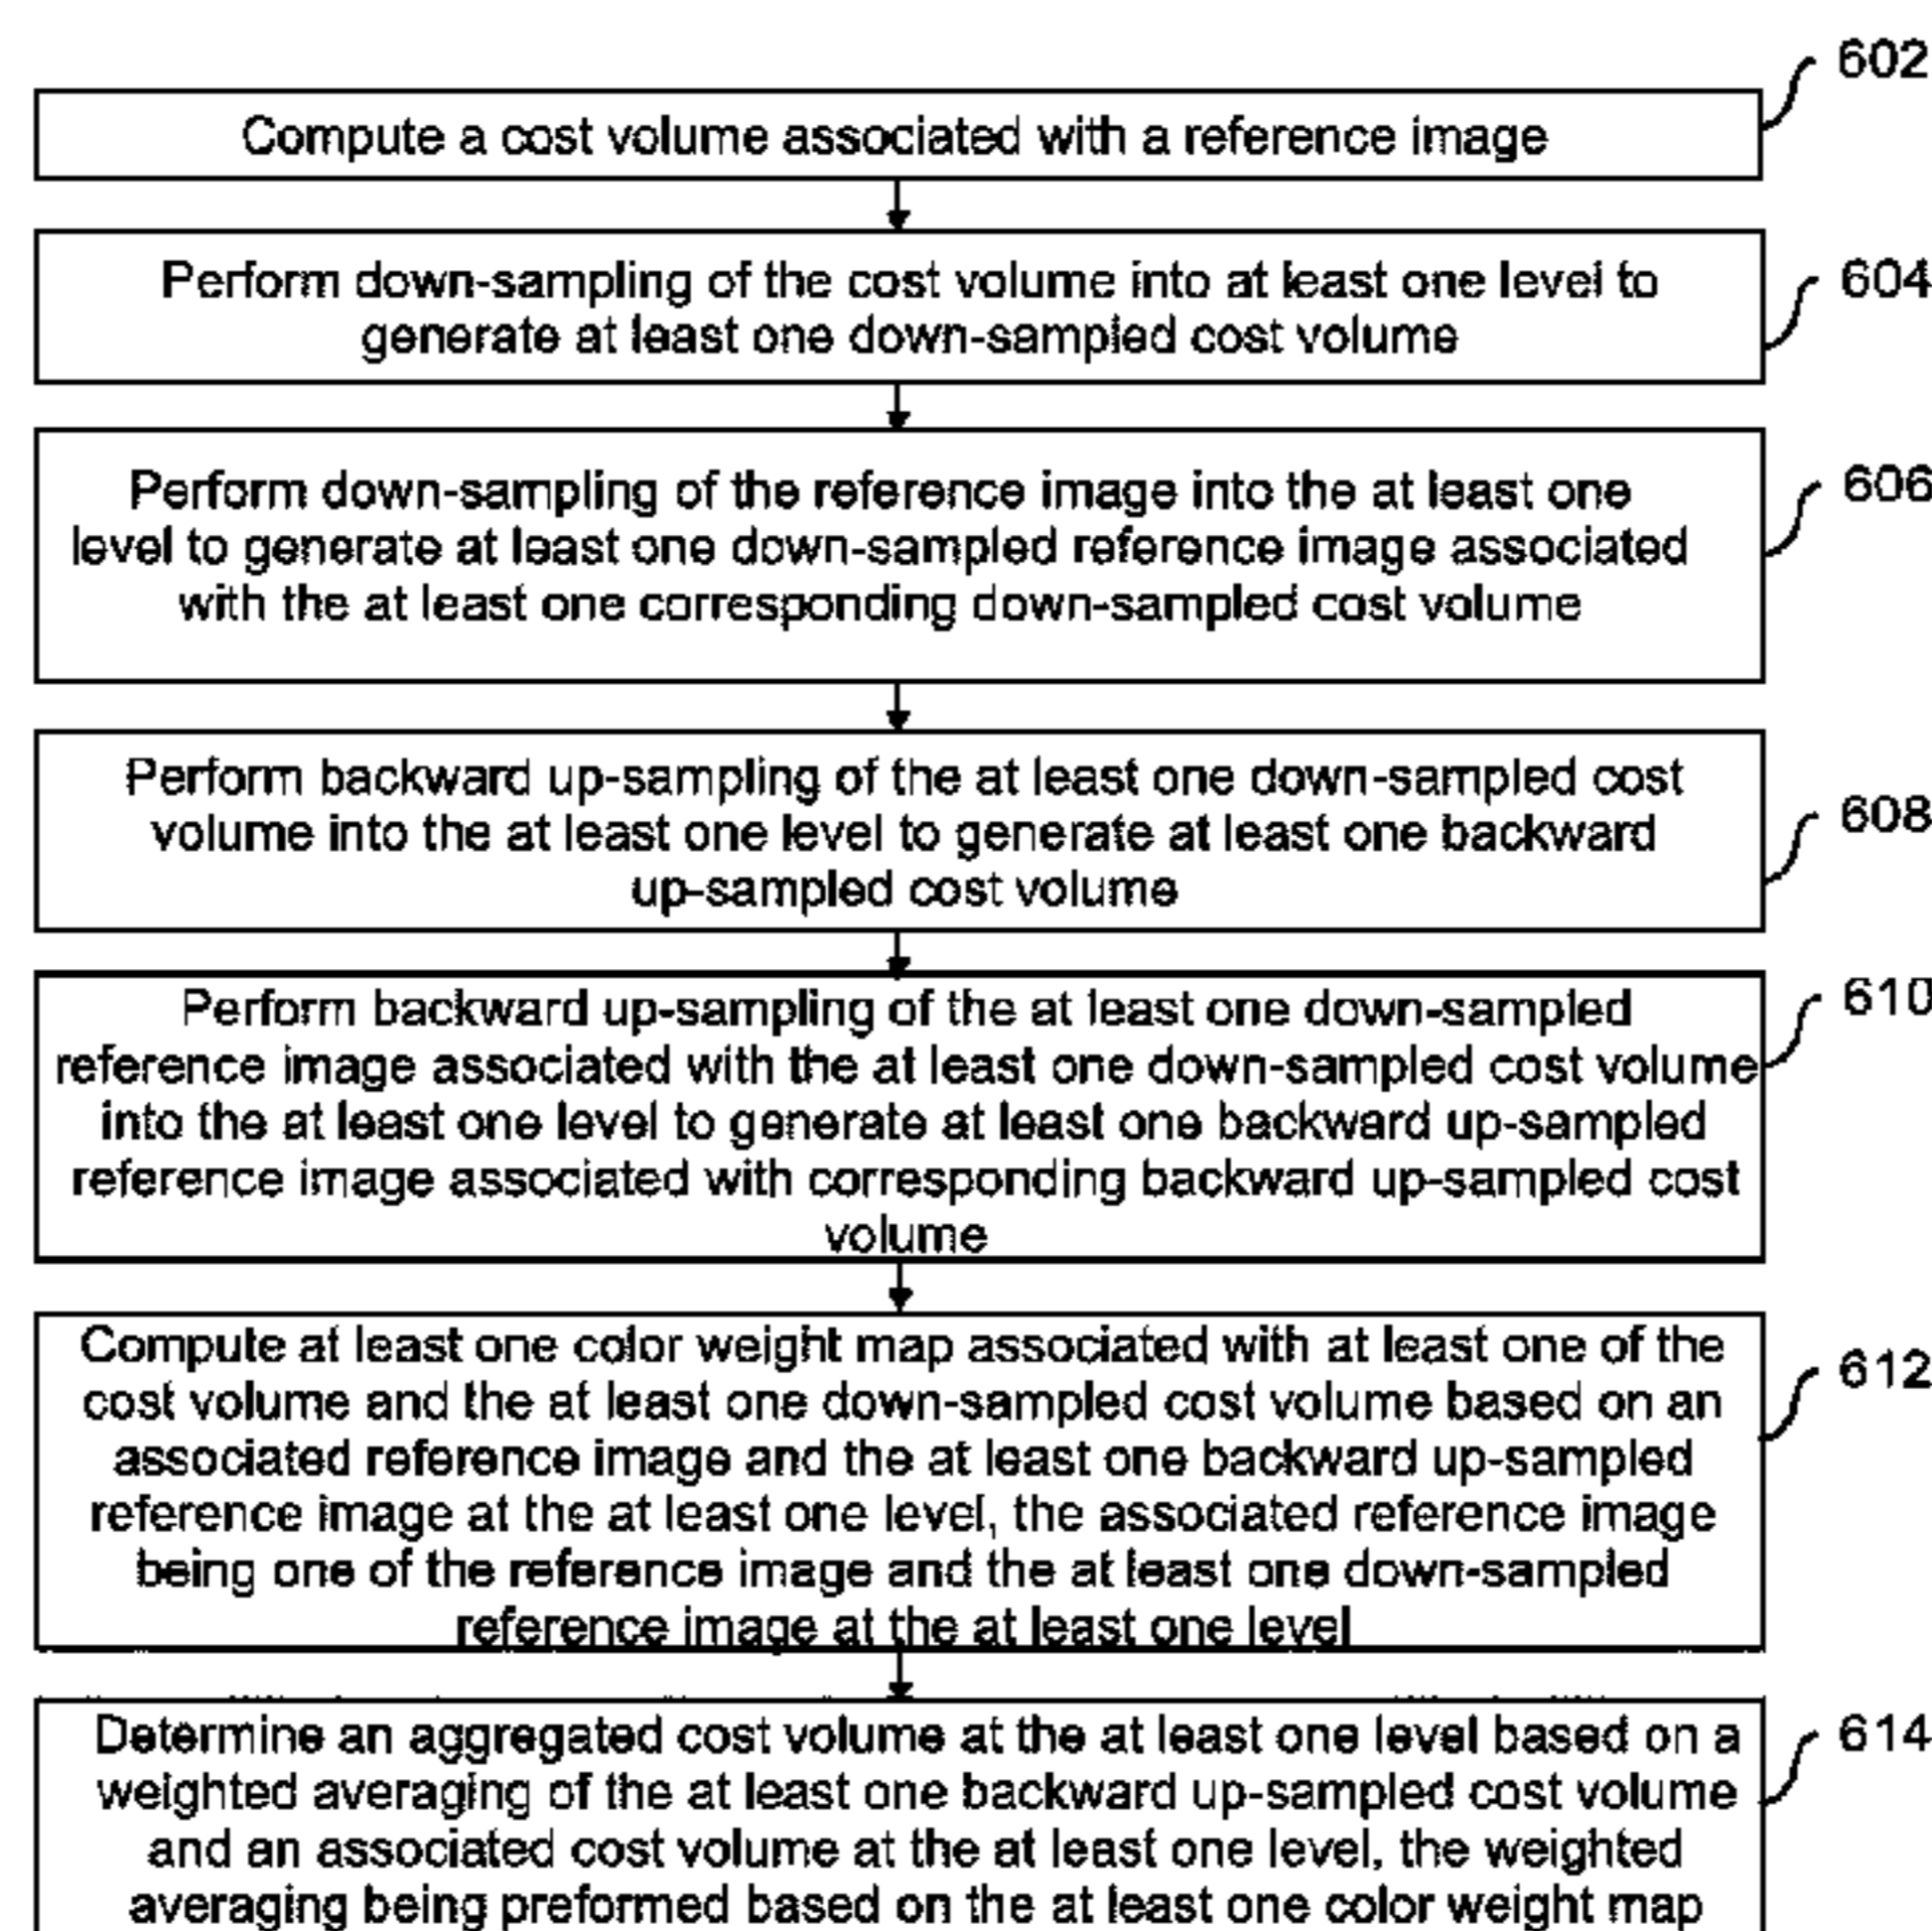 602
Compute a cost volume associated with a reference image
Perform down-sampling of the cost volume into at least one level to
generate at least one down-sampled cost volume
604
Perform down-sampling of the reference image into the at least one
level to generate at least one down-sampled reference image associated
with the at least one corresponding down-sampled cost volume
606
Perform backward up-sampling of the at least one down-sampled cost
volume into the at least one level to generate at least one backward
up-sampled cost volume
608
Perform backward up-sampling of the at least one down-sampled
reference image associated with the at least one down-sampled cost volume
into the at least one level to generate at least one backward up-sampled
reference image associated with corresponding backward up-sampled cost
volume
610
Compute at least one color weight map associated with at least one of the
cost volume and the at least one down-sampled cost volume based on an
associated reference image and the at least one backward up-sampled
reference image at the at least one level, the associated reference image
being one of the reference image and the at least one down-sampled
reference image at the at least one level
612
Determine an aggregated cost volume at the at least one level based on a
weighted averaging of the at least one backward up-sampled cost volume
and an associated cost volume at the at least one level, the weighted
averaging being preformed based on the at least one color weight map
614